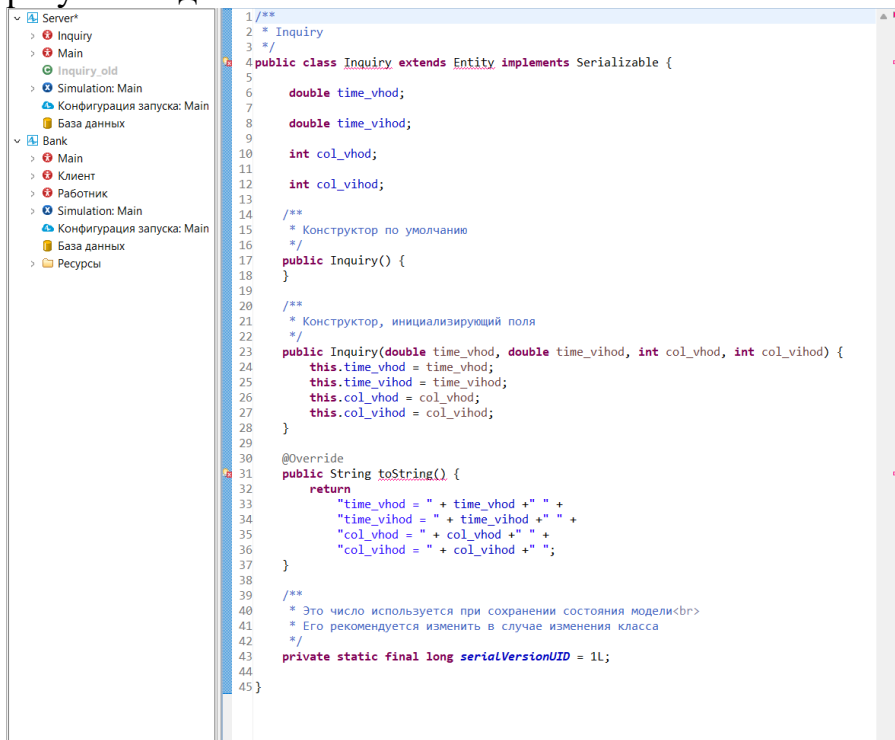 Server*
Inquiry
Main
Inquiry_old
Simulation: Main
Конфигурация запуска: Main
База данных
Bank
Main
Клиент
Работник
Simulation: Main
Конфигурация запуска: Main
База данных
Ресурсы
1 /**
2 * Inquiry
3 */
4 public class Inquiry extends Entity implements Serializable {
5
6 double time_vhod;
7
8 double time_vihod;
9
10 int col_vhod;
11
12 int col_vihod;
13
14 /**
15 * Конструктор по умолчанию
16 */
17 public Inquiry() {
18 }
19
20 /**
21 * Конструктор, инициализирующий поля
22 */
23 public Inquiry(double time_vhod, double time_vihod, int col_vhod, int col_vihod) {
24 this.time_vhod = time_vhod;
25 this.time_vihod = time_vihod;
26 this.col_vhod = col_vhod;
27 this.col_vihod = col_vihod;
28 }
29
30 @Override
31 public String toString() {
32 return
33 "time_vhod = " + time_vhod +" " +
34 "time_vihod = " + time_vihod +" " +
35 "col_vhod = " + col_vhod +" " +
36 "col_vihod = " + col_vihod +" ";
37 }
38
39 /**
40 * Это число используется при сохранении состояния модели<br>
41 * Его рекомендуется изменить в случае изменения класса
42 */
43 private static final long serialVersionUID = 1L;
44
45 }